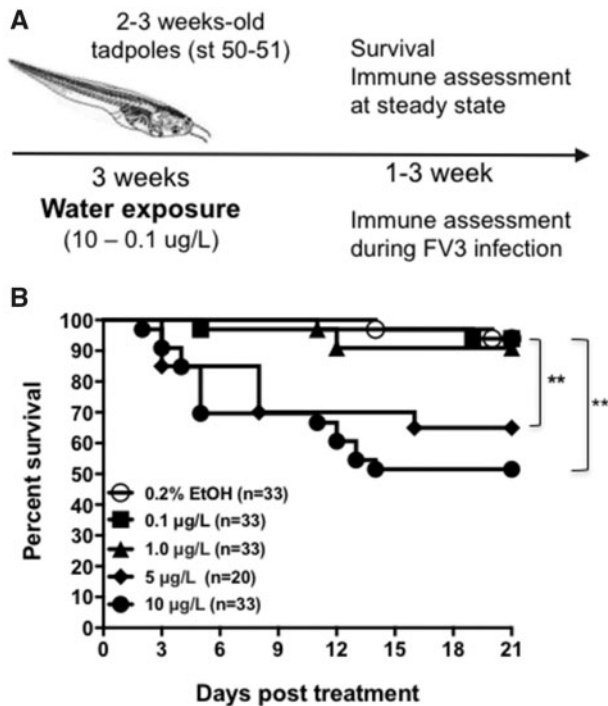 A
2-3 weeks-old
tadpoles (st 50-51)
Survival
Immune assessment
at steady state
3 weeks
Water exposure
(10 – 0.1 ug/L)
1-3 week
Immune assessment
during FV3 infection
B
Percent survival
100
90
80
70
60
50
40
30
20
10
0
0.2% EtOH (n=33)
0.1 µg/L (n=33)
1.0 µg/L (n=33)
5 µg/L (n=20)
10 µg/L (n=33)
**
**
0 3 6 9 12 15 18 21
Days post treatment